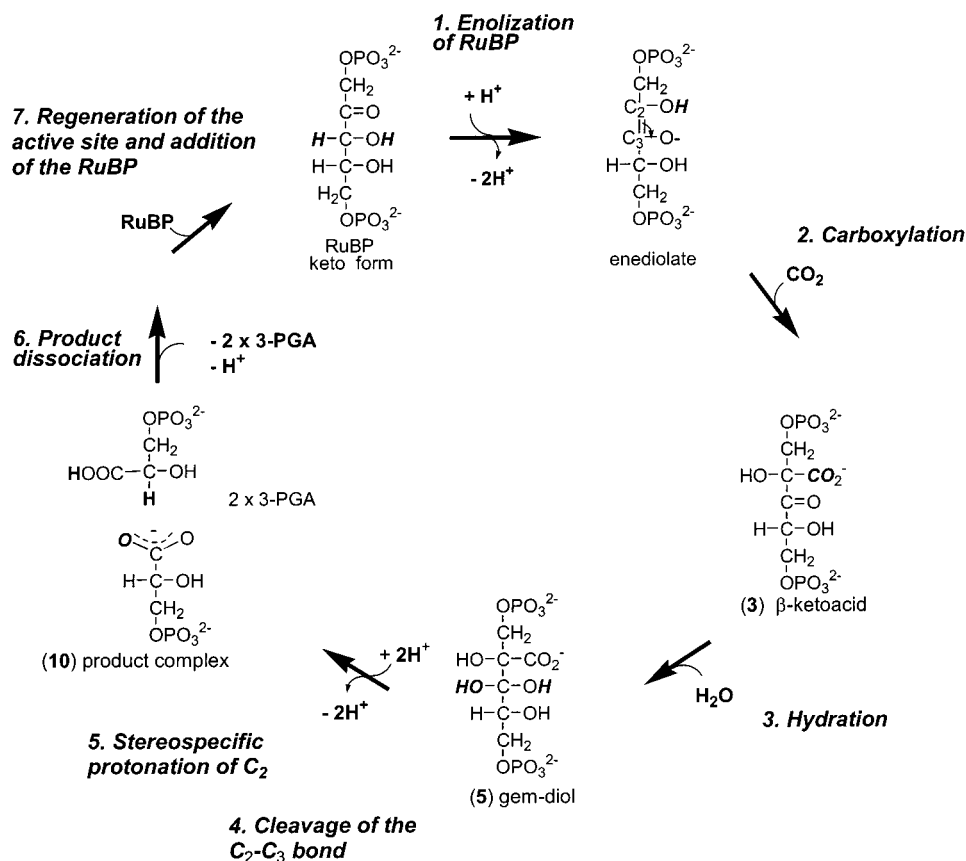 1. Enolization
of RuBP
OPO₃²⁻
CH₂
C=O
H–C–OH
H–C–OH
H₂C
OPO₃²⁻
RuBP
keto form
+ H⁺
- 2H⁺
OPO₃²⁻
CH₂
C₂–OH
C₃–O-
H–C–OH
CH₂
OPO₃²⁻
enediolate
2. Carboxylation
CO₂
OPO₃²⁻
CH₂
HO–C–CO₂⁻
C=O
H–C–OH
CH₂
OPO₃²⁻
(3) β-ketoacid
H₂O
3. Hydration
OPO₃²⁻
CH₂
HO–C–CO₂⁻
HO–C–OH
H–C–OH
CH₂
OPO₃²⁻
(5) gem-diol
4. Cleavage of the
C₂-C₃ bond
+ 2H⁺
- 2H⁺
5. Stereospecific
protonation of C₂
OPO₃²⁻
CH₂
HOOC–C–OH
H
2 x 3-PGA
O C O
-
H–C–OH
CH₂
OPO₃²⁻
(10) product complex
6. Product
dissociation
- 2 x 3-PGA
- H⁺
7. Regeneration of the
active site and addition
of the RuBP
RuBP